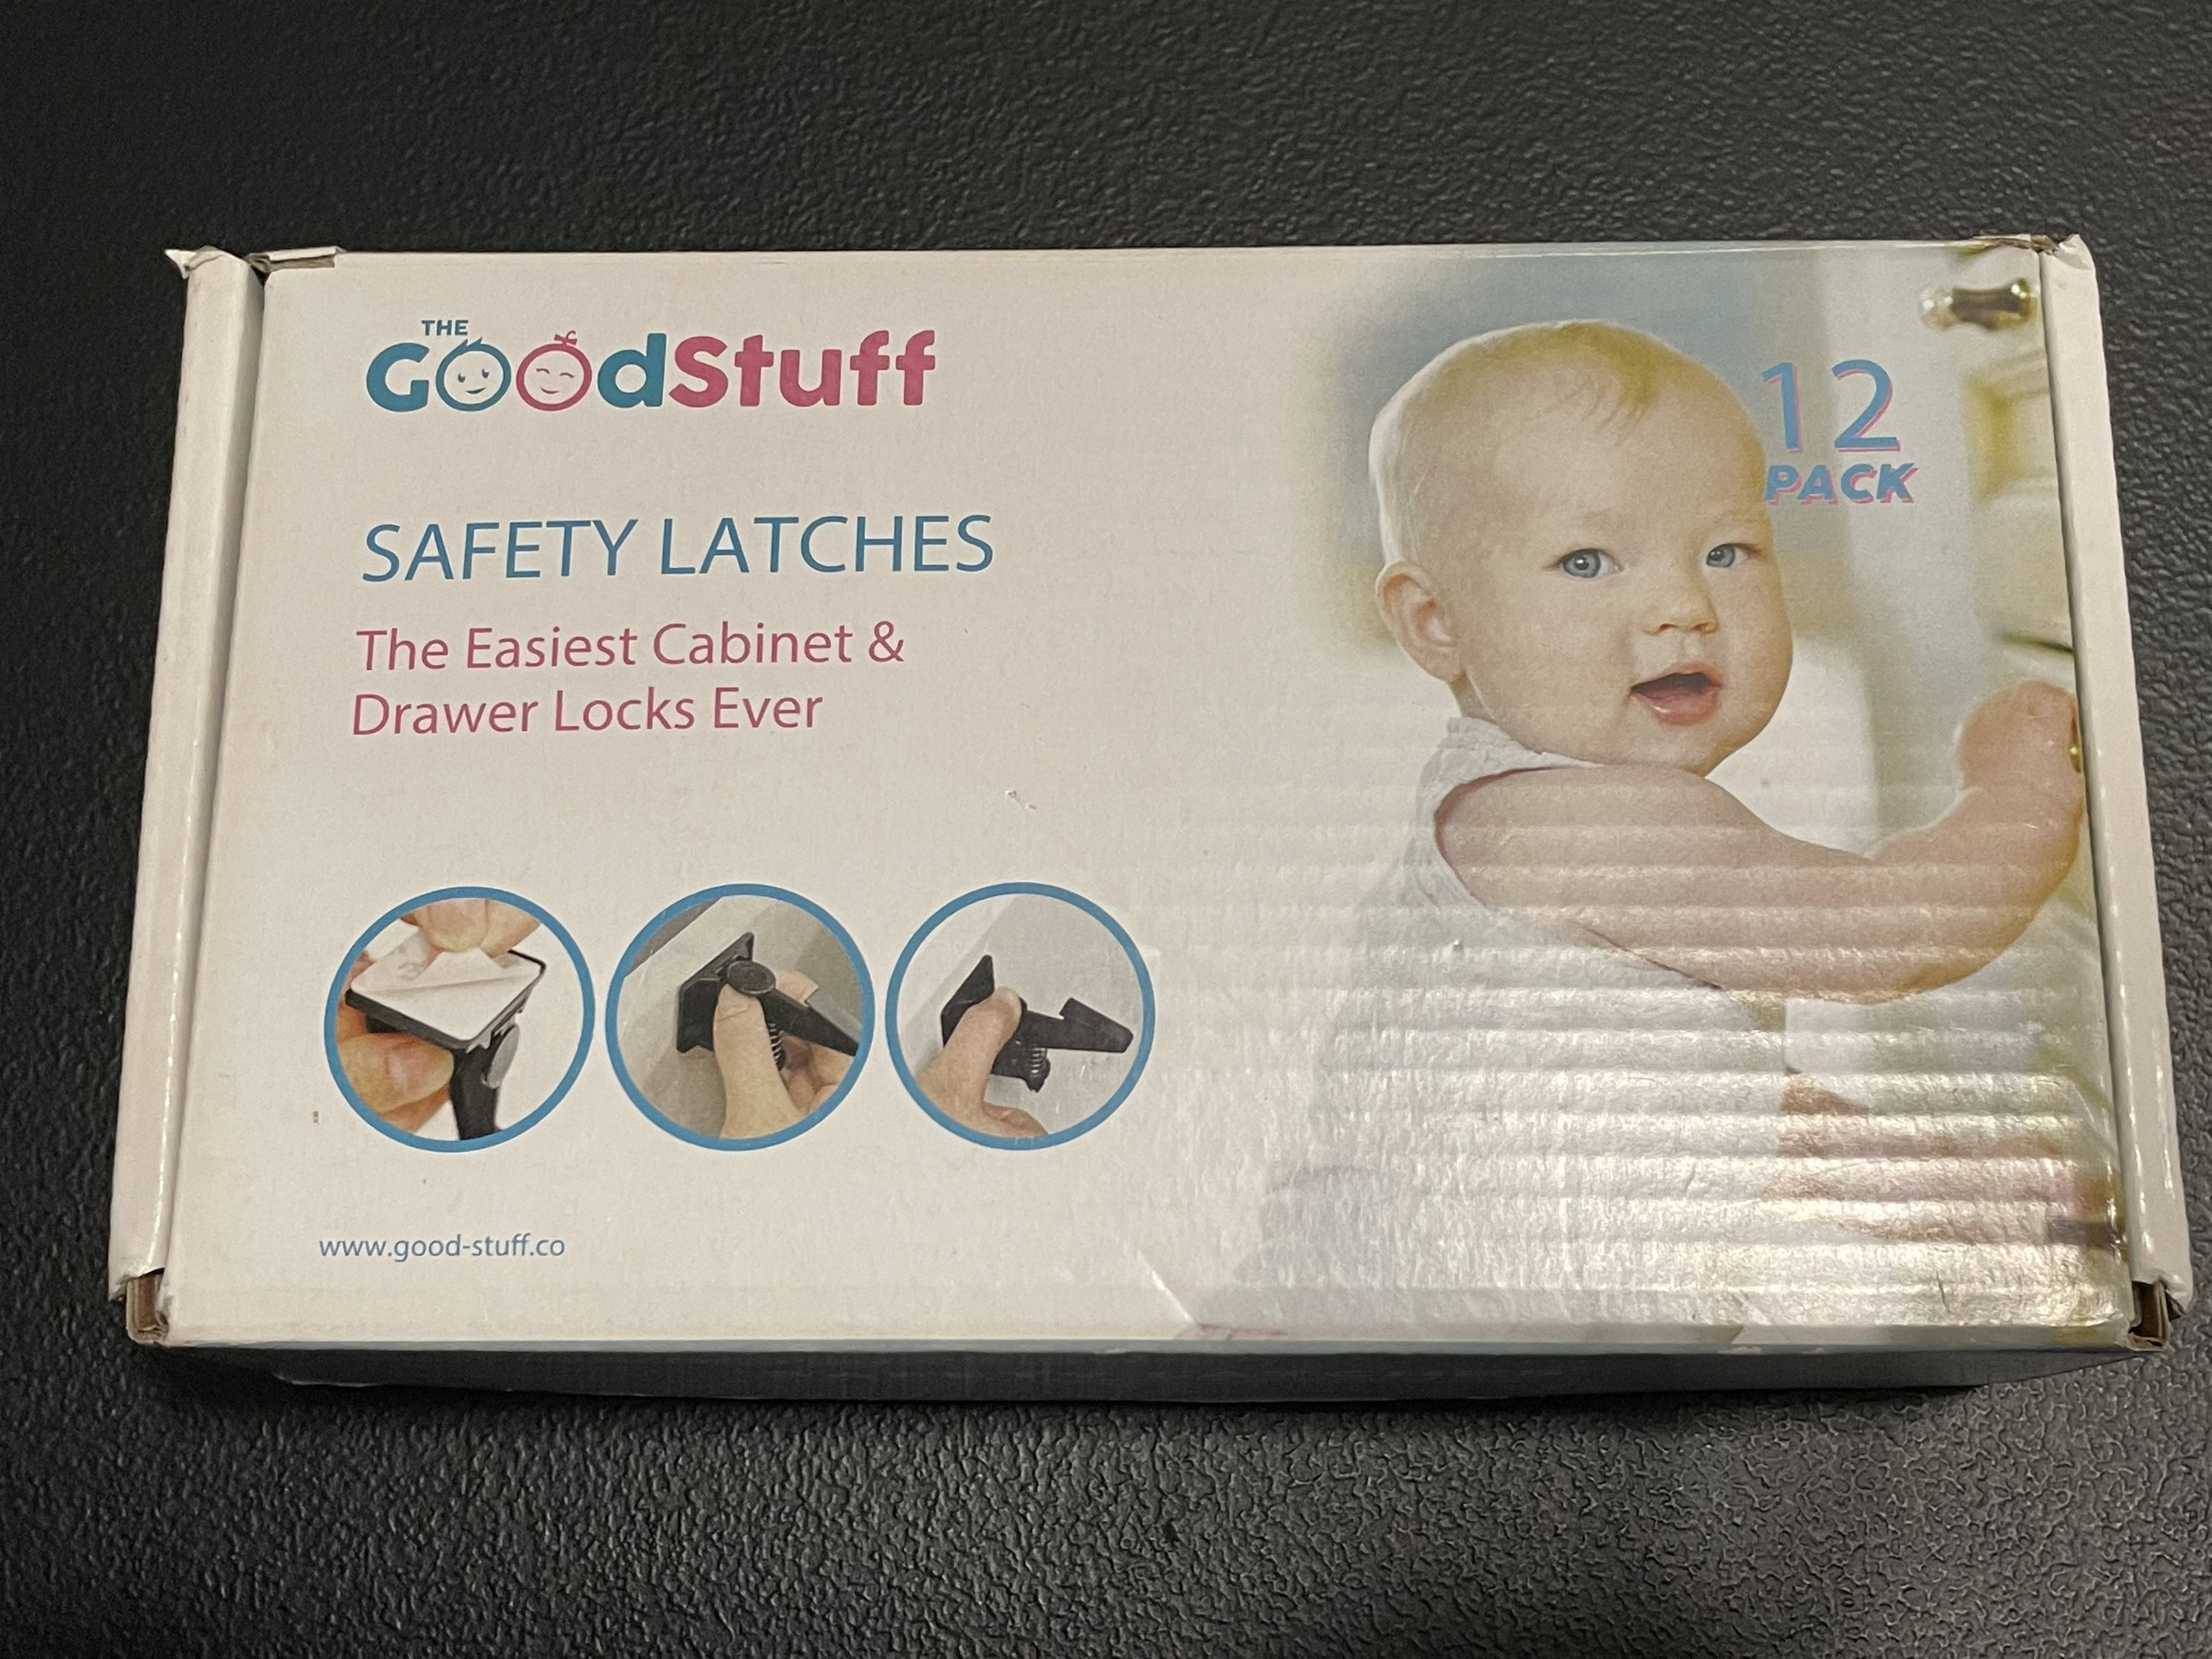 THE
GOODStuff
SAFETY LATCHES
The Easiest Cabinet &
Drawer Locks Ever
12
PACK
www.good-stuff.co